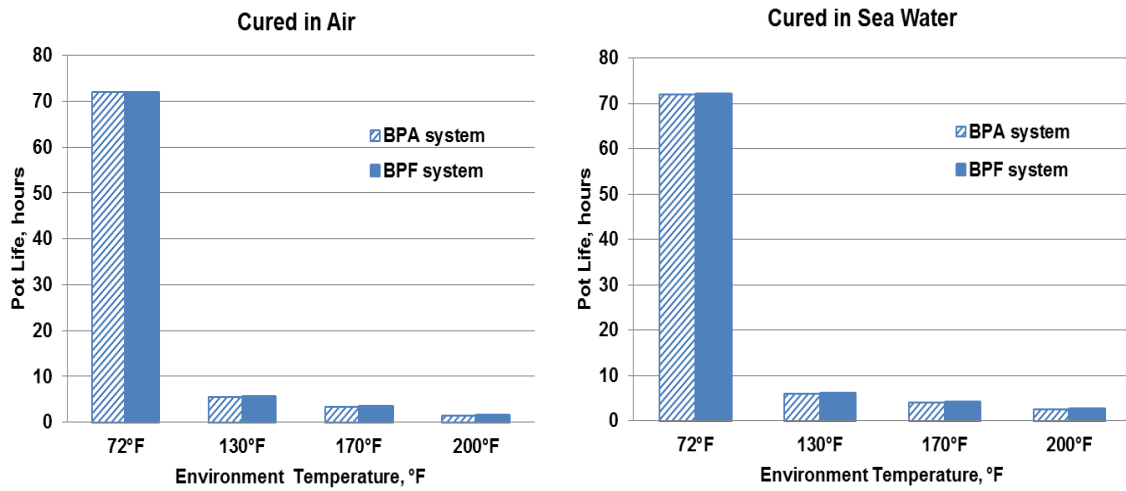 Cured in Air
Pot Life, hours
80
70
60
50
40
30
20
10
0
BPA system
BPF system
72°F 130°F 170°F 200°F
Environment Temperature, °F
Cured in Sea Water
Pot Life, hours
80
70
60
50
40
30
20
10
0
BPA system
BPF system
72°F 130°F 170°F 200°F
Environment Temperature, °F